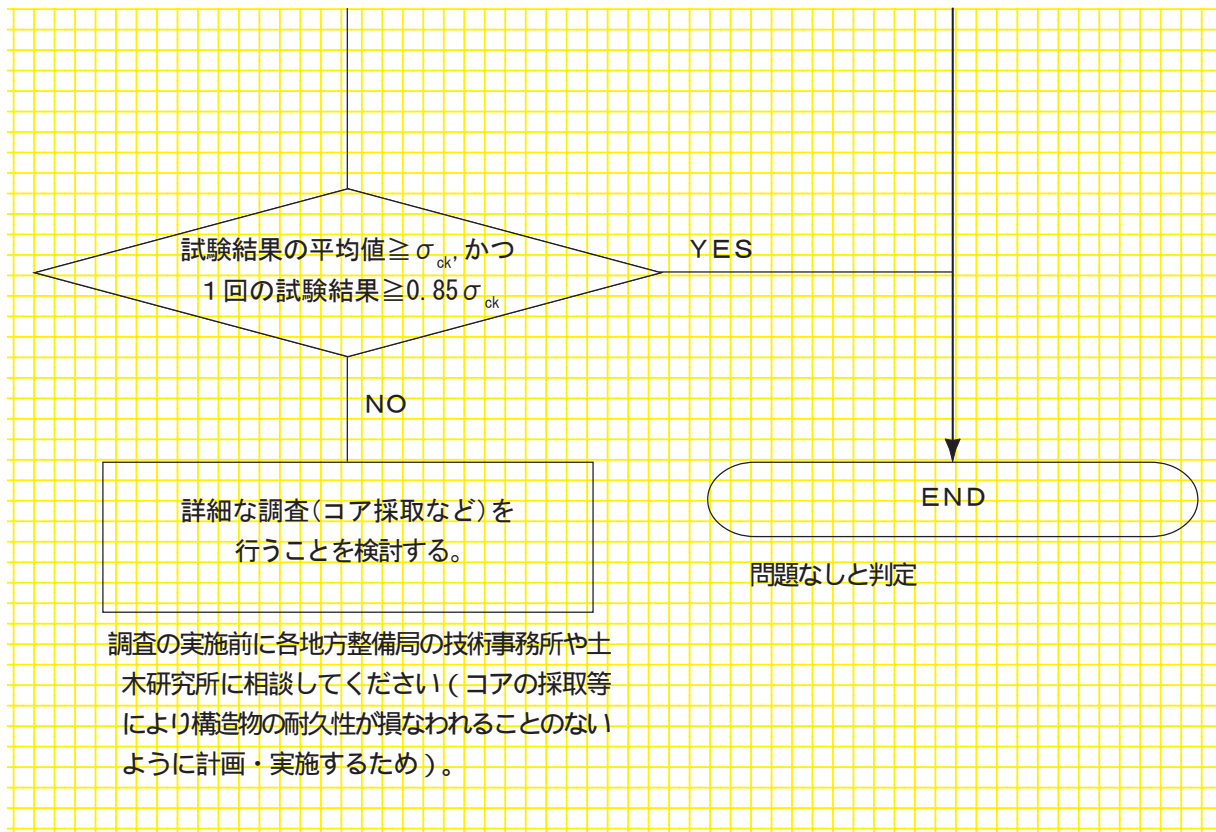 試験結果の平均値≧σck,かつ
1回の試験結果≧0.85σck
YES
NO
詳細な調査(コア採取など)を
行うことを検討する。
END
問題なしと判定
調査の実施前に各地方整備局の技術事務所や土
木研究所に相談してください(コアの採取等
により構造物の耐久性が損なわれることのない
ように計画・実施するため)。